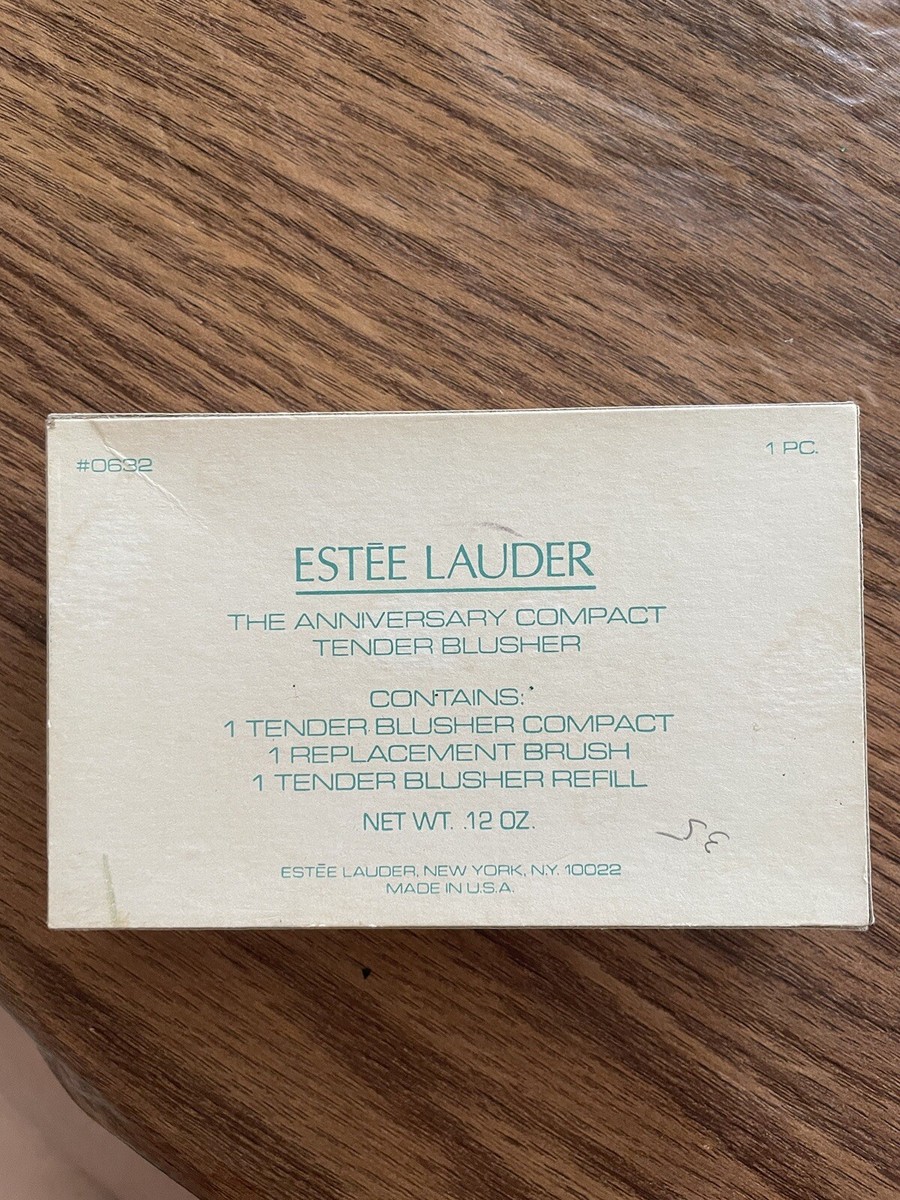 #0632
1 PC.
ESTĒE LAUDER
THE ANNIVERSARY COMPACT
TENDER BLUSHER
CONTAINS:
1 TENDER BLUSHER COMPACT
1 REPLACEMENT BRUSH
1 TENDER BLUSHER REFILL
NET WT. .12 OZ.
ESTĒE LAUDER, NEW YORK, N.Y. 10022
MADE IN U.S.A.